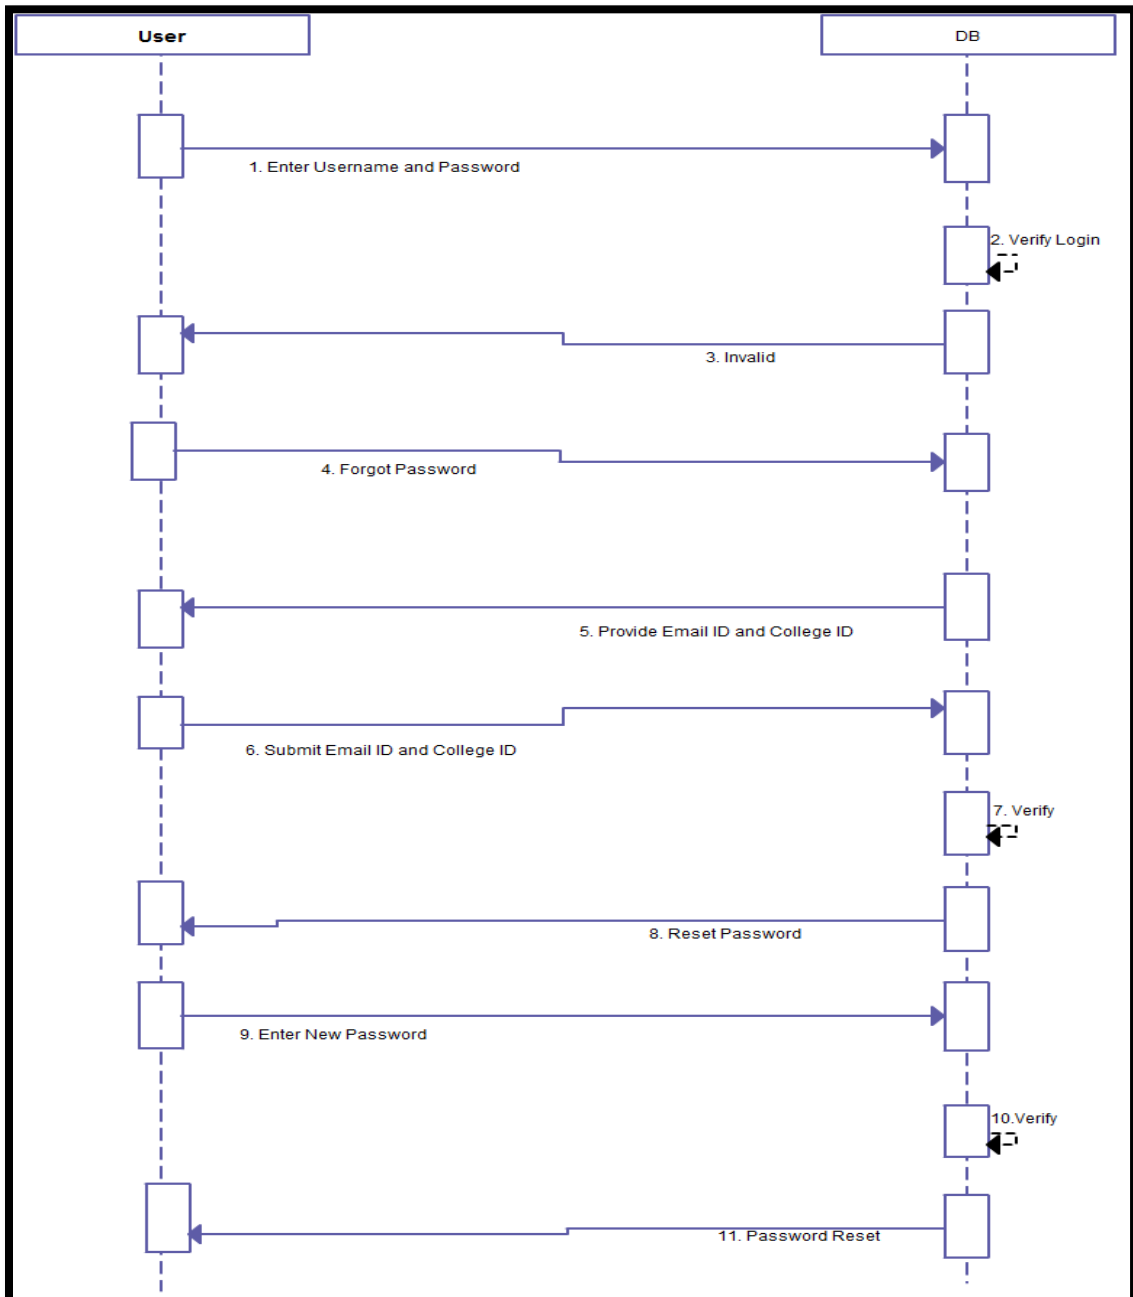 User
DB
1. Enter Username and Password
2. Verify Login
3. Invalid
4. Forgot Password
5. Provide Email ID and College ID
6. Submit Email ID and College ID
7. Verify
8. Reset Password
9. Enter New Password
10.Verify
11. Password Reset